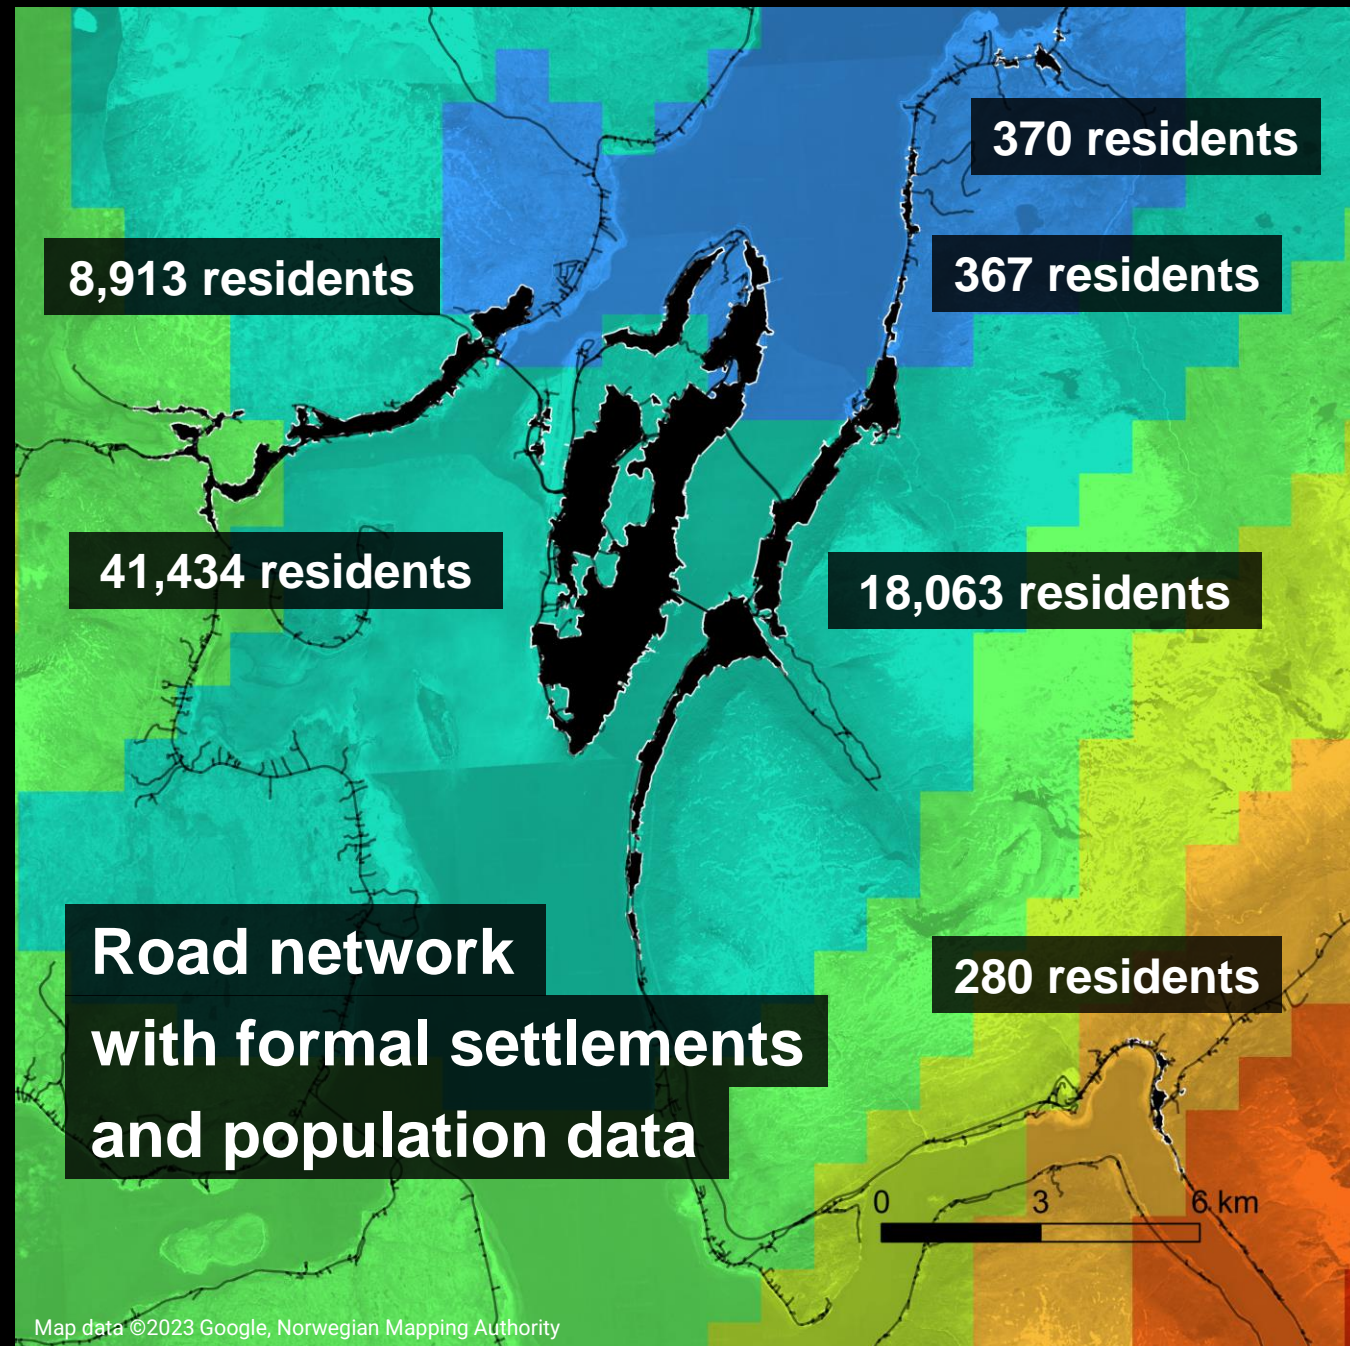 370 residents
8,913 residents
367 residents
41,434 residents
18,063 residents
Road network
with formal settlements
and population data
280 residents
0 3 6 km
Map data ©2023 Google, Norwegian Mapping Authority